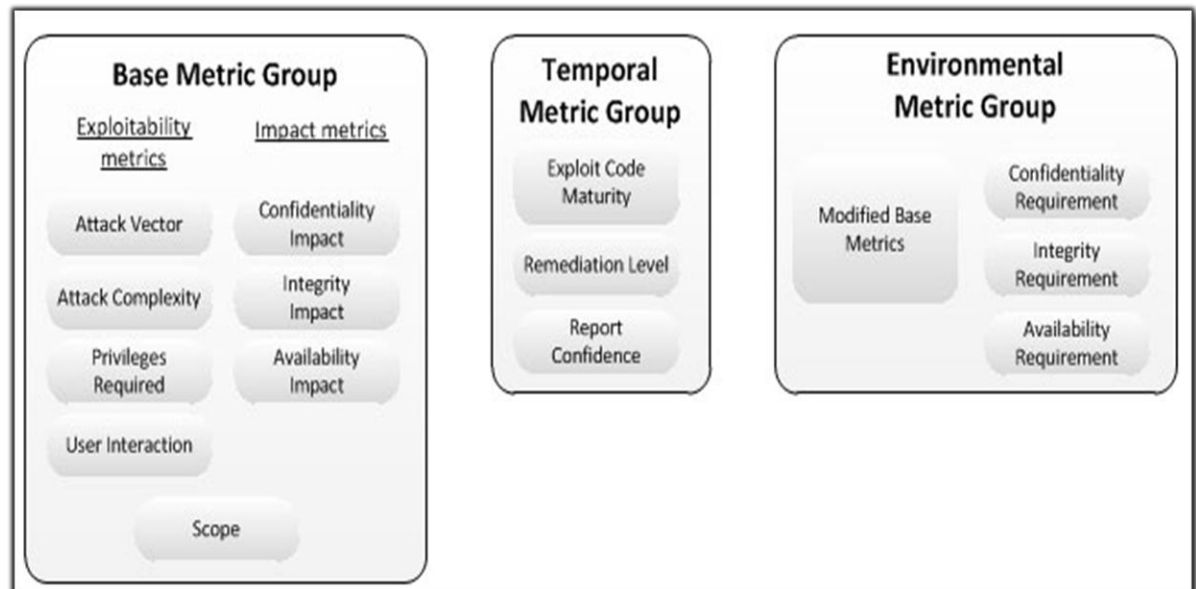 Base Metric Group
Exploitability
metrics
Impact metrics
Attack Vector
Attack Complexity
Privileges
Required
User Interaction
Confidentiality
Impact
Integrity
Impact
Availability
Impact
Scope
Temporal
Metric Group
Exploit Code
Maturity
Remediation Level
Report
Confidence
Environmental
Metric Group
Modified Base
Metrics
Confidentiality
Requirement
Integrity
Requirement
Availability
Requirement